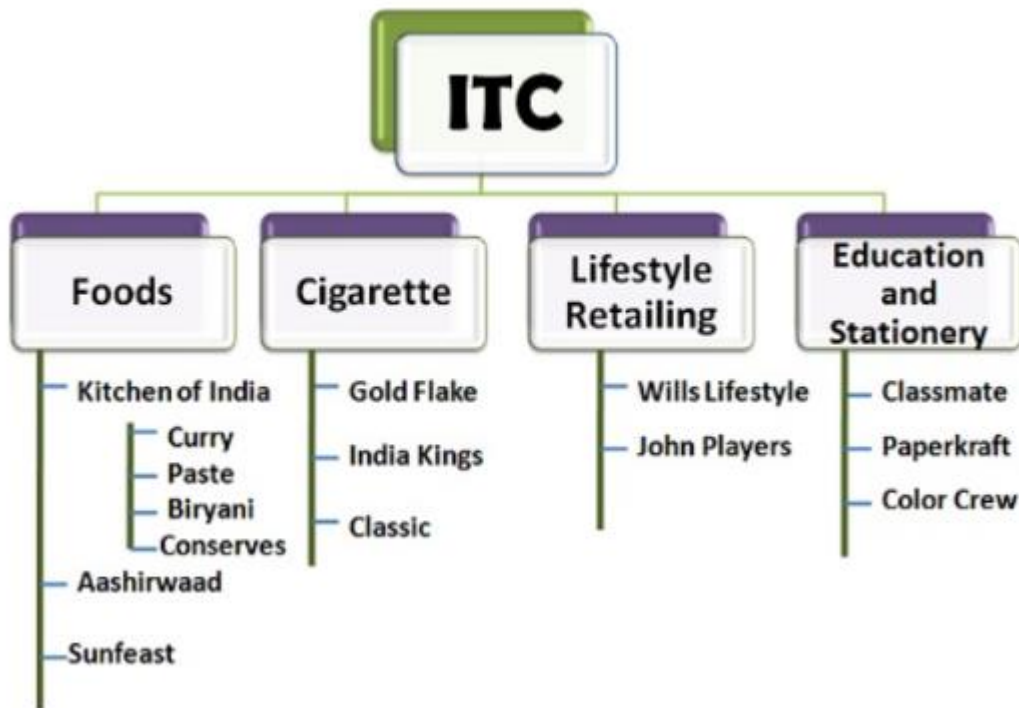 ITC
Foods
Kitchen of India
Curry
Paste
Biryani
Conserves
Aashirwaad
Sunfeast
Cigarette
Gold Flake
India Kings
Classic
Lifestyle
Retailing
Wills Lifestyle
John Players
Education
and
Stationery
Classmate
Paperkraft
Color Crew